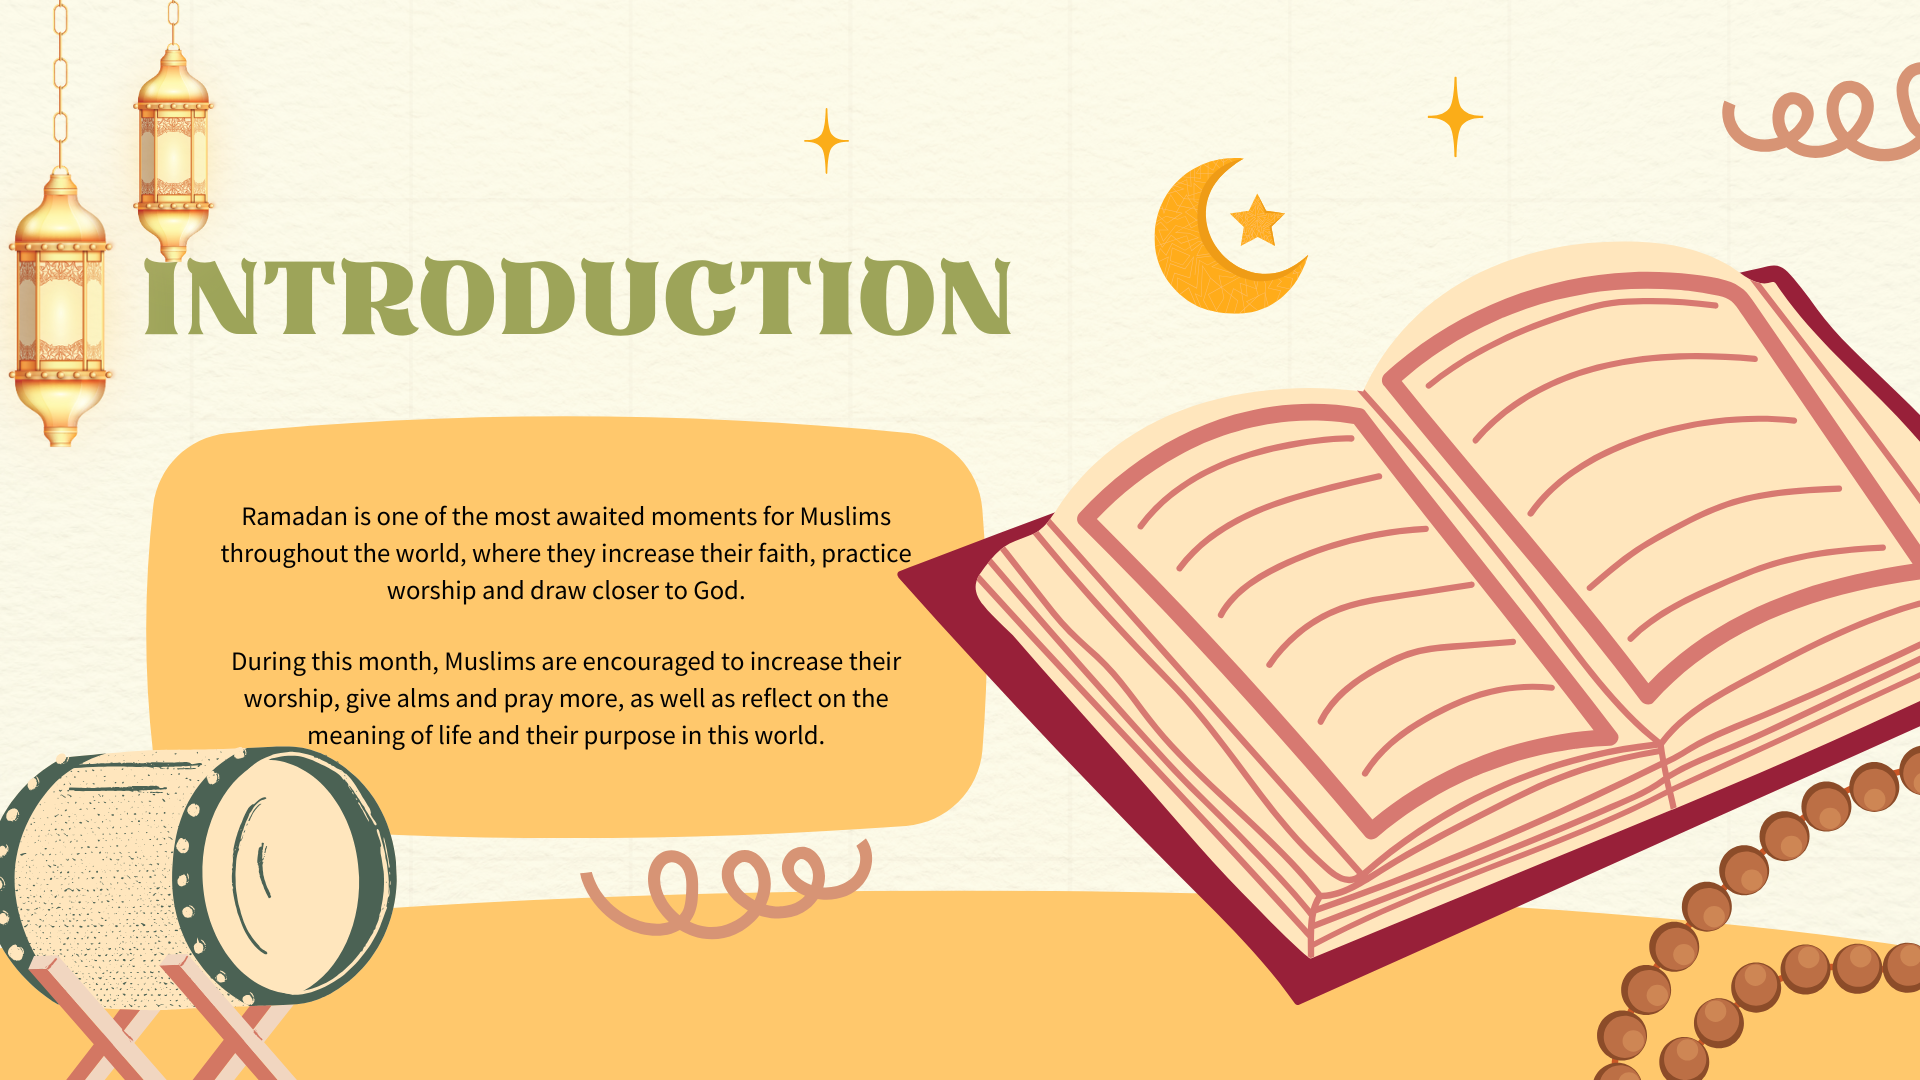 INTRODUCTION
Ramadan is one of the most awaited moments for Muslims
throughout the world, where they increase their faith, practice
worship and draw closer to God.
During this month, Muslims are encouraged to increase their
worship, give alms and pray more, as well as reflect on the
meaning of life and their purpose in this world.